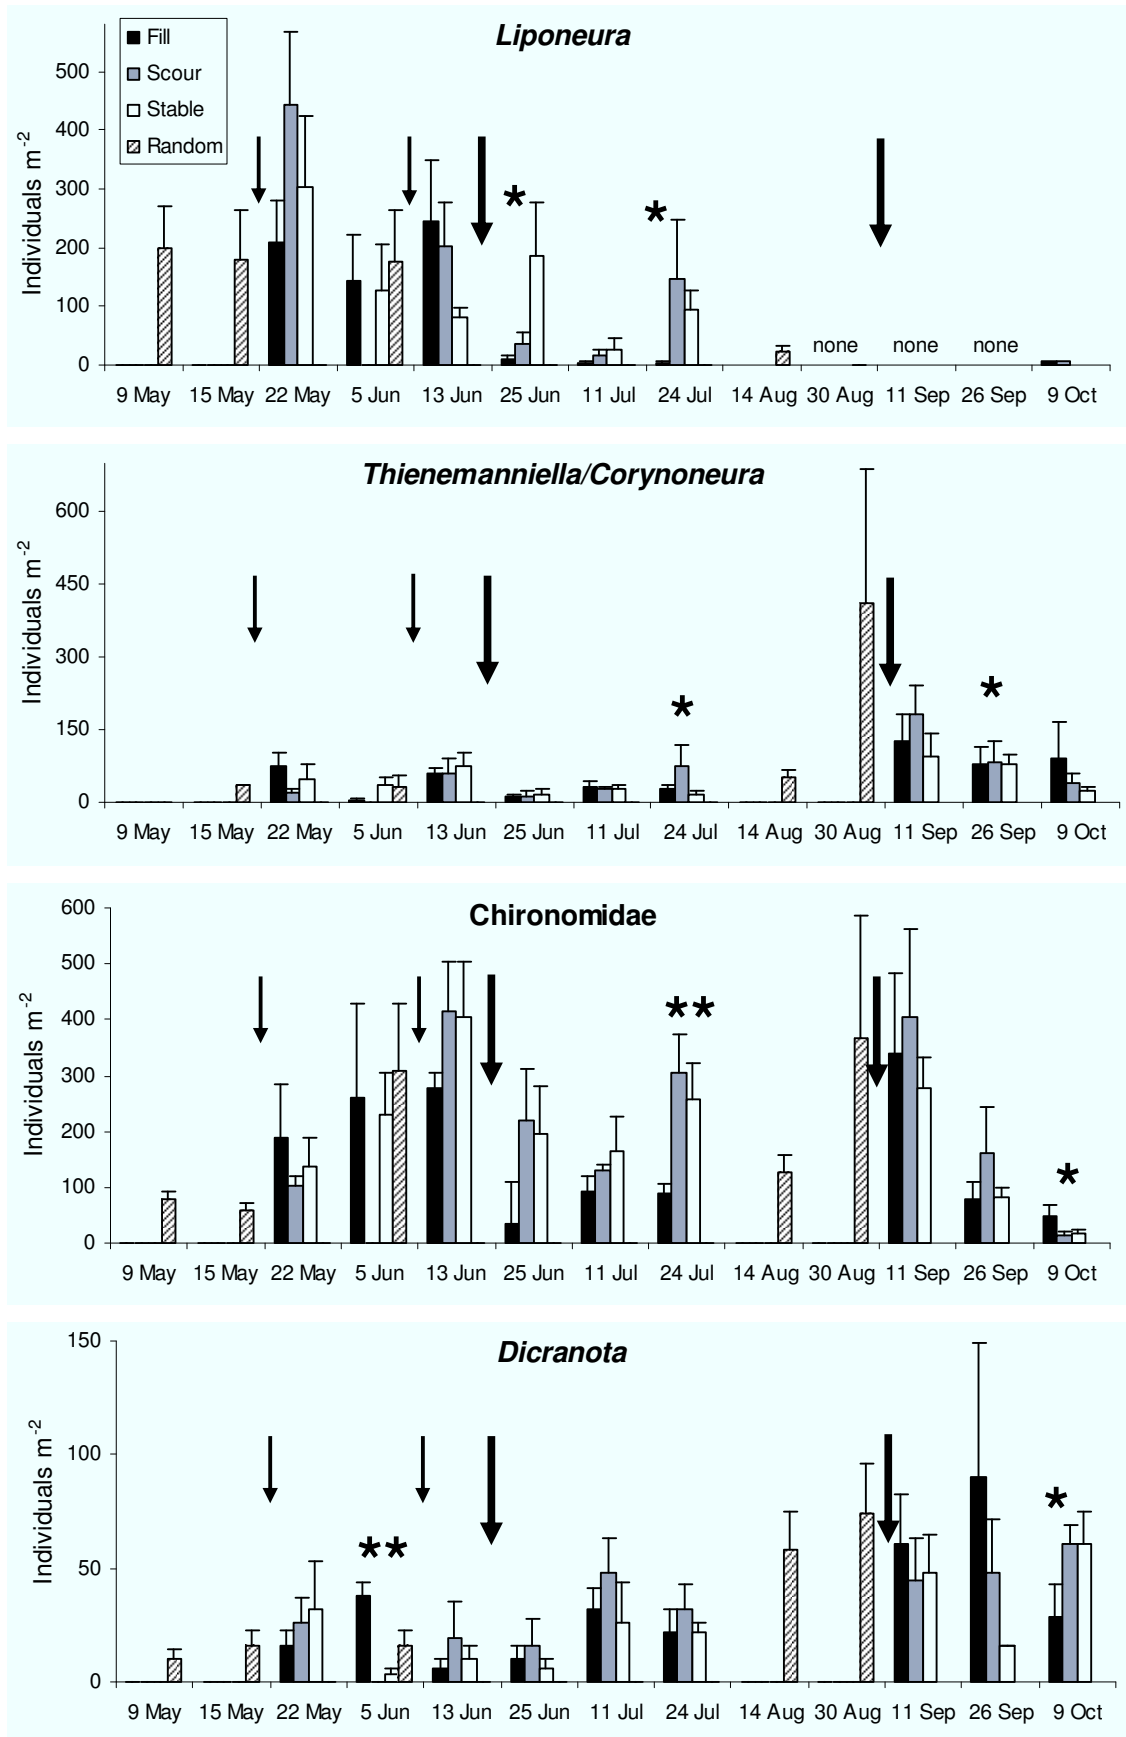 Liponeura
Fill
Scour
Stable
Random
Individuals m-2
500
400
300
200
100
0
none none none
9 May 15 May 22 May 5 Jun 13 Jun 25 Jun 11 Jul 24 Jul 14 Aug 30 Aug 11 Sep 26 Sep 9 Oct
Thienemanniella/Corynoneura
Individuals m-2
600
450
300
150
0
9 May 15 May 22 May 5 Jun 13 Jun 25 Jun 11 Jul 24 Jul 14 Aug 30 Aug 11 Sep 26 Sep 9 Oct
Chironomidae
Individuals m-2
600
500
400
300
200
100
0
9 May 15 May 22 May 5 Jun 13 Jun 25 Jun 11 Jul 24 Jul 14 Aug 30 Aug 11 Sep 26 Sep 9 Oct
Dicranota
Individuals m-2
150
100
50
0
9 May 15 May 22 May 5 Jun 13 Jun 25 Jun 11 Jul 24 Jul 14 Aug 30 Aug 11 Sep 26 Sep 9 Oct